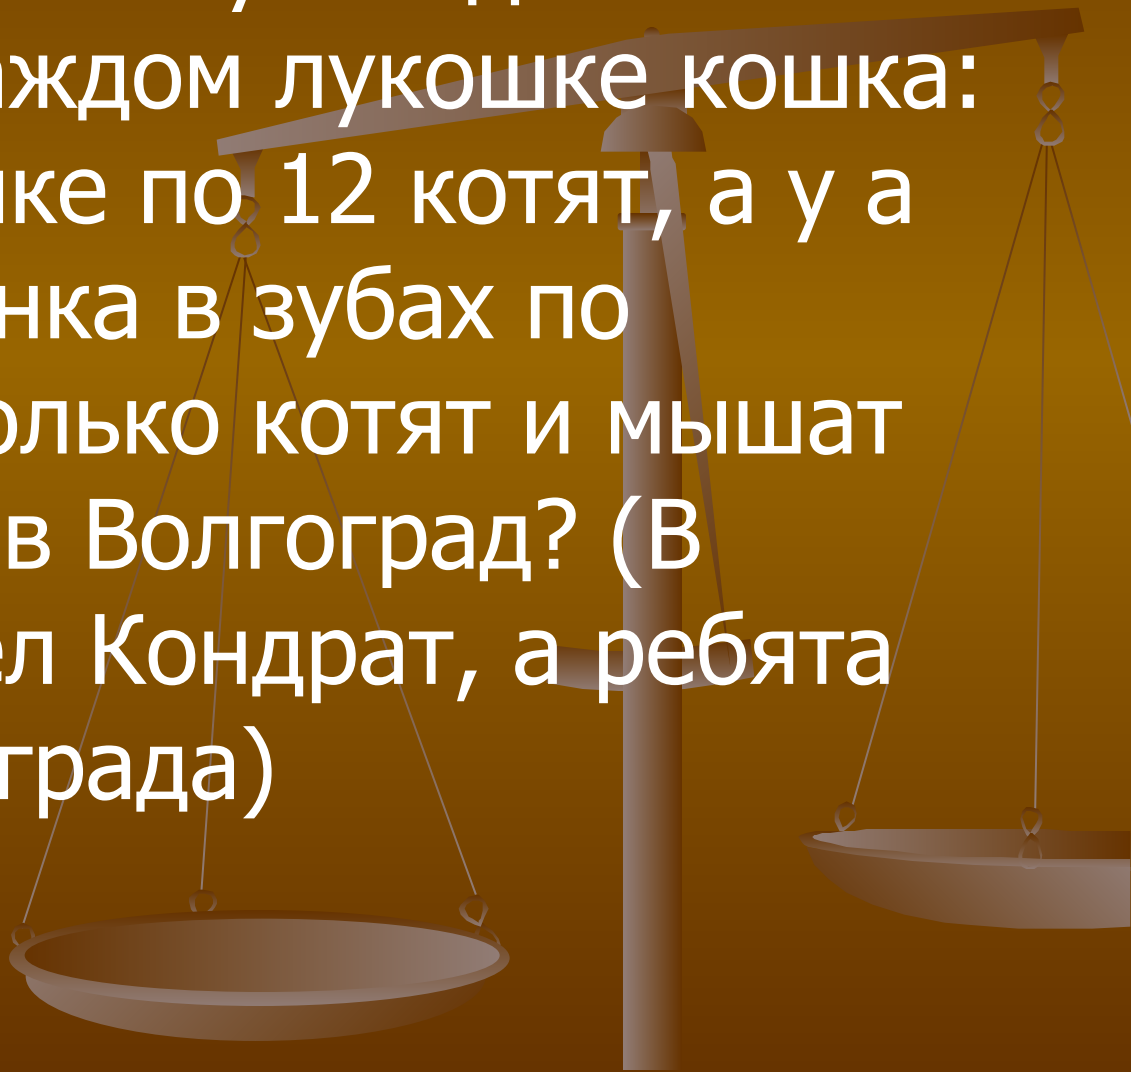 аждом лукошке кошка:
ке по 12 котят, а у а
нка в зубах по
олько котят и мышат
в Волгоград? (В
ел Кондрат, а ребята
града)